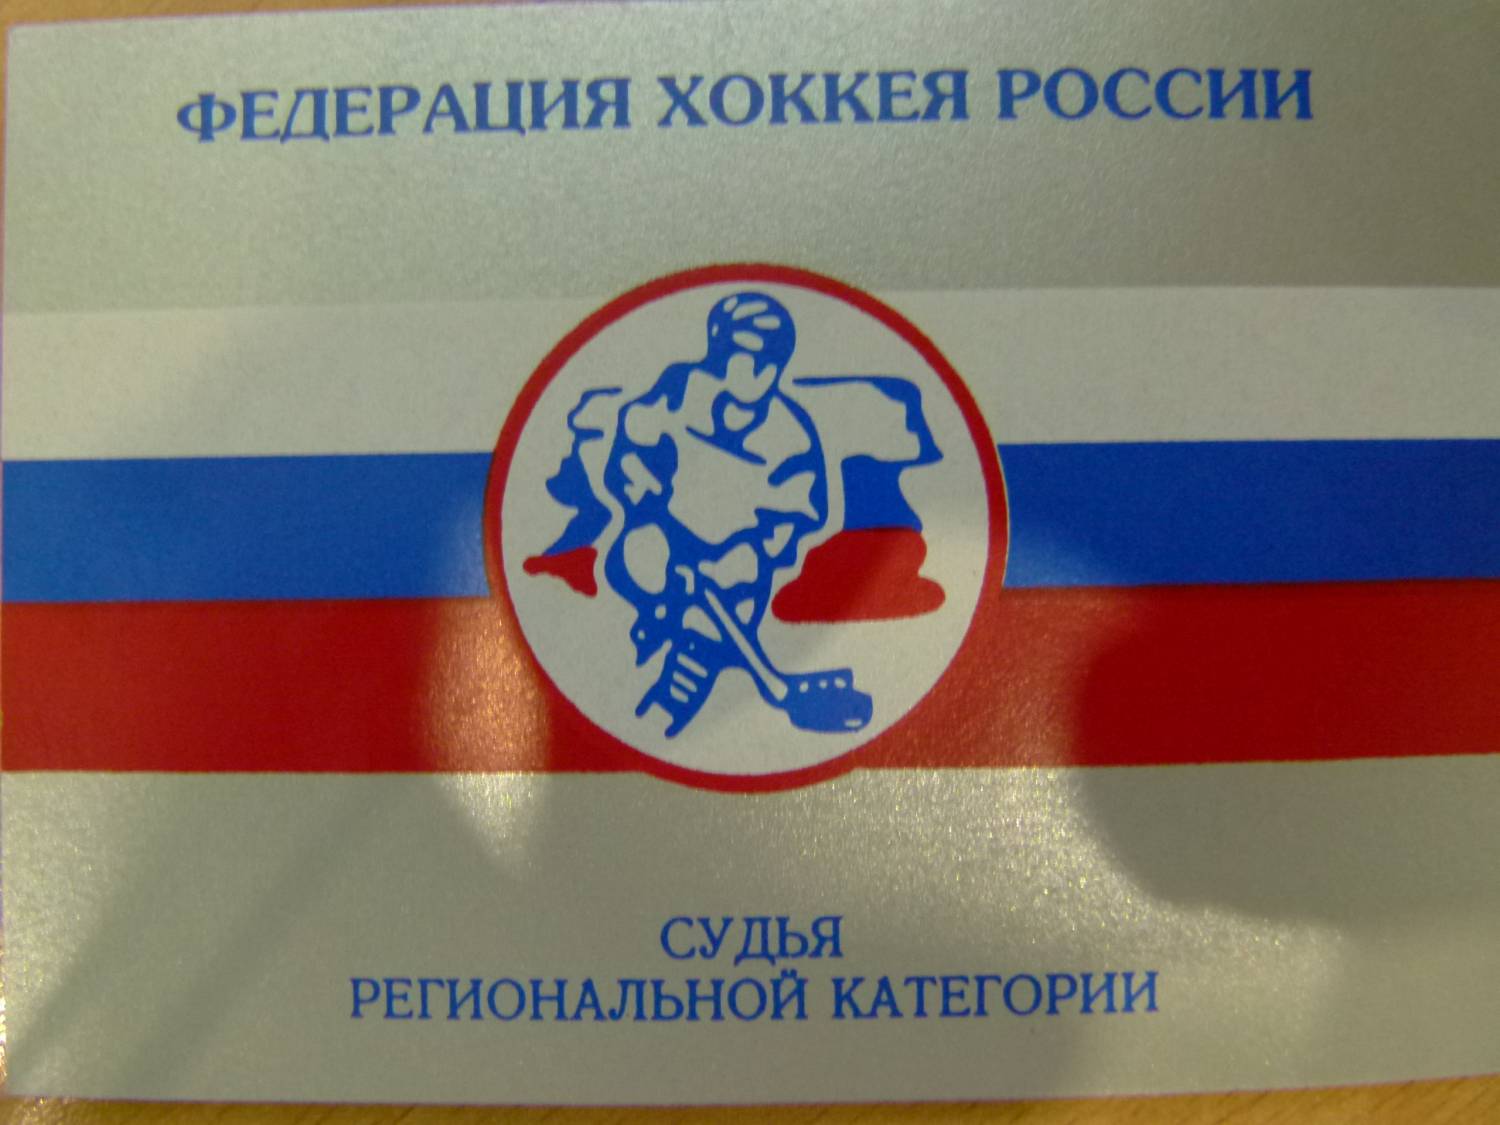 ФЕДЕРАЦИЯ ХОККЕЯ РОССИИ
СУДЬЯ
РЕГИОНАЛЬНОЙ КАТЕГОРИИ